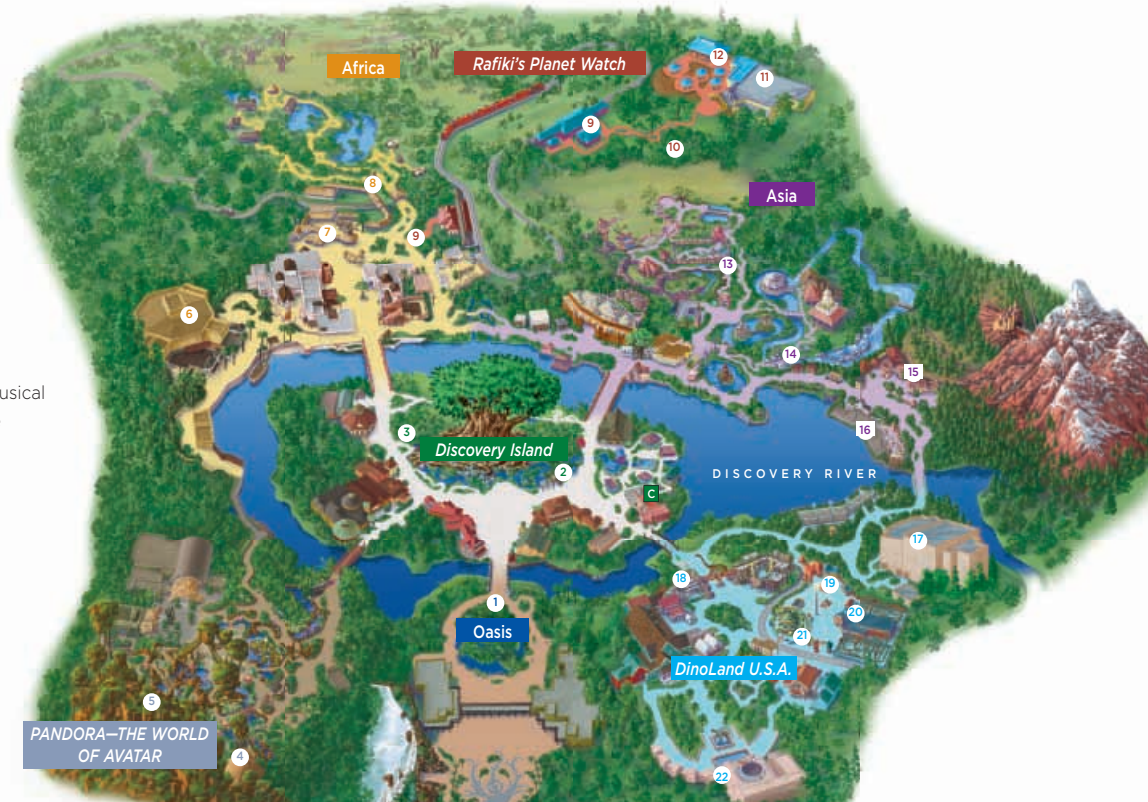 12
Africa
Rafiki's Planet Watch
11
9
10
8
Asia
7
9
13
6
14
15
usical
3
16
Discovery Island
2
DISCOVERY RIVER
C
17
18
19
1
20
Oasis
21
DinoLand U.S.A.
5
PANDORA—THE WORLD
OF AVATAR
4
22